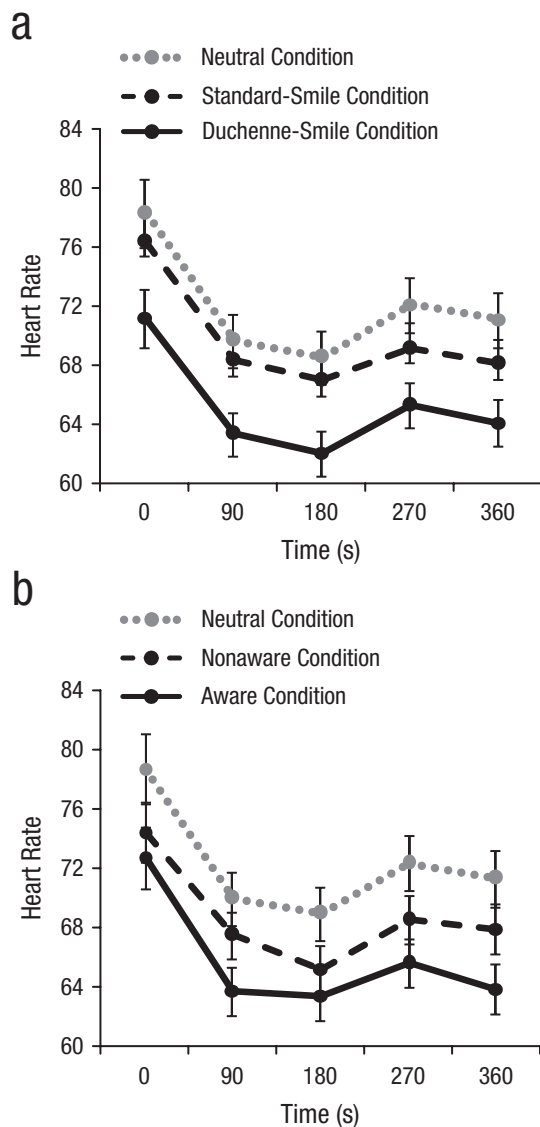 a
Neutral Condition
Standard-Smile Condition
Duchenne-Smile Condition
84
80
76
72
68
64
60
Heart Rate
0 90 180 270 360
Time (s)
b
Neutral Condition
Nonaware Condition
Aware Condition
84
80
76
72
68
64
60
Heart Rate
0 90 180 270 360
Time (s)